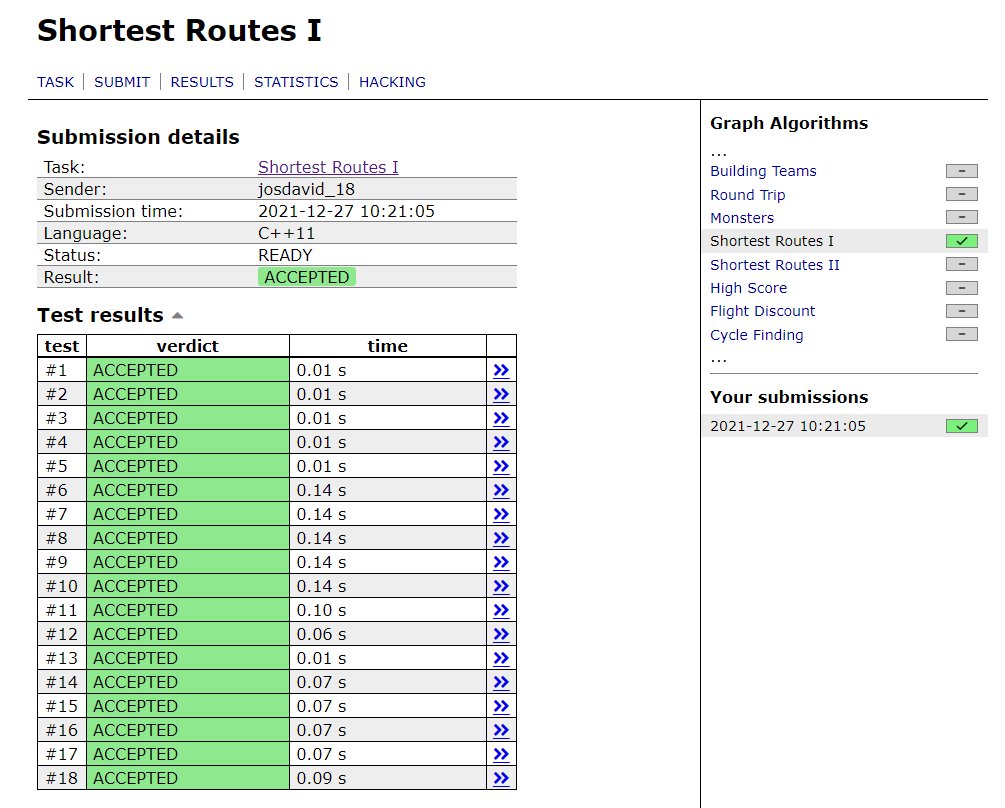 Shortest Routes I
TASK | SUBMIT | RESULTS | STATISTICS | HACKING
Submission details
Task: Shortest Routes I
Sender: josdavid_18
Submission time: 2021-12-27 10:21:05
Language: C++11
Status: READY
Result: ACCEPTED
Test results
test verdict time
#1 ACCEPTED 0.01 s »
#2 ACCEPTED 0.01 s »
#3 ACCEPTED 0.01 s »
#4 ACCEPTED 0.01 s »
#5 ACCEPTED 0.01 s »
#6 ACCEPTED 0.14 s »
#7 ACCEPTED 0.14 s »
#8 ACCEPTED 0.14 s »
#9 ACCEPTED 0.14 s »
#10 ACCEPTED 0.14 s »
#11 ACCEPTED 0.10 s »
#12 ACCEPTED 0.06 s »
#13 ACCEPTED 0.01 s »
#14 ACCEPTED 0.07 s »
#15 ACCEPTED 0.07 s »
#16 ACCEPTED 0.07 s »
#17 ACCEPTED 0.07 s »
#18 ACCEPTED 0.09 s »
Graph Algorithms
...
Building Teams -
Round Trip -
Monsters -
Shortest Routes I ✓
Shortest Routes II -
High Score -
Flight Discount -
Cycle Finding -
...
Your submissions
2021-12-27 10:21:05 ✓